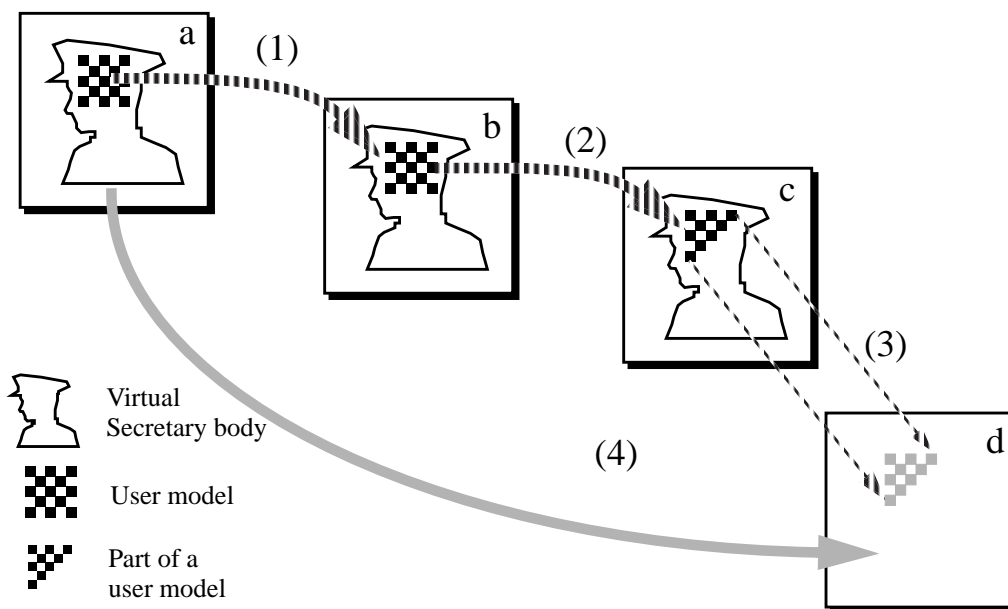 a
(1)
b
(2)
c
(3)
d
(4)
Virtual
Secretary body
User model
Part of a
user model